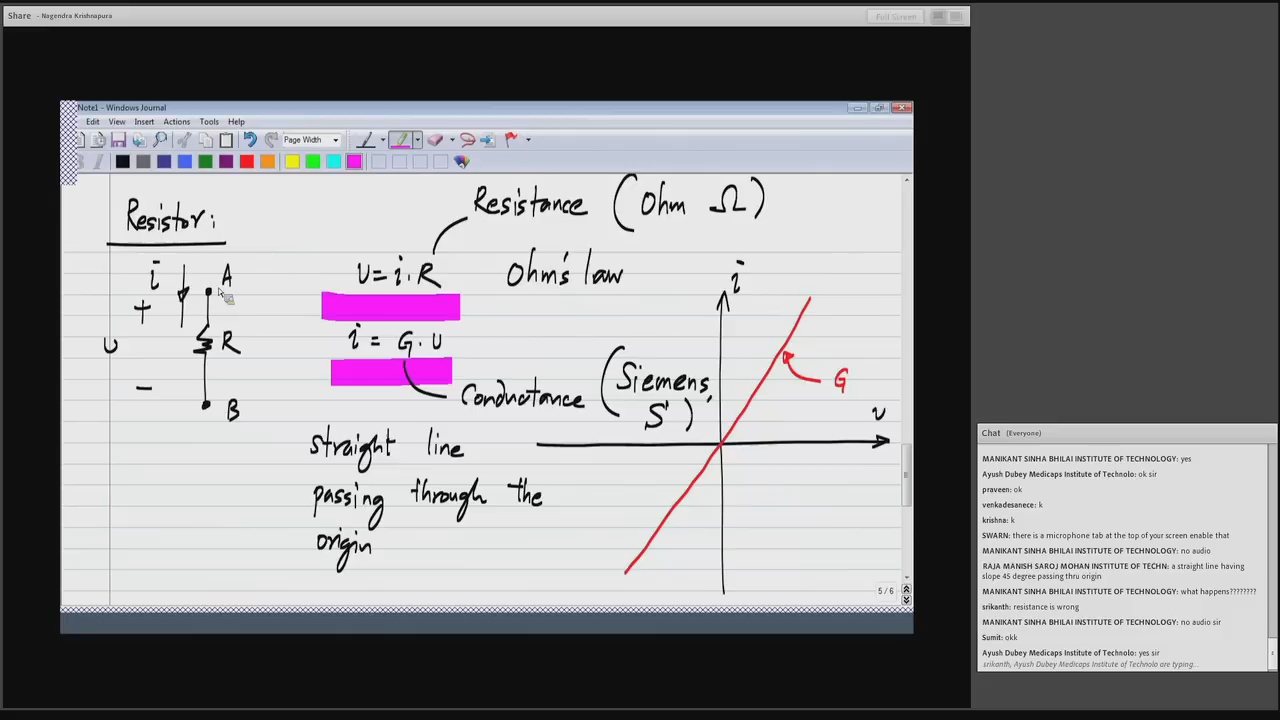 Share - Nagendra Krishnapura
Full Screen
Note1 - Windows Journal
Edit View Insert Actions Tools Help
Page Width
Resistor:
Resistance (Ohm Ω)
i A
+
v R
-
B
v = i . R Ohm's law
i = G . v
Conductance (Siemens,
S)
straight line
passing through the
origin
i
G
v
5 / 6
Chat (Everyone)
MANIKANT SINHA BHILAI INSTITUTE OF TECHNOLOGY: yes
Ayush Dubey Medicaps Institute of Technolo: ok sir
praveen: ok
venkadesanece: k
krishna: k
SWARN: there is a microphone tab at the top of your screen enable that
MANIKANT SINHA BHILAI INSTITUTE OF TECHNOLOGY: no audio
RAJA MANISH SAROJ MOHAN INSTITUTE OF TECHN: a straight line having
slope 45 degree passing thru origin
MANIKANT SINHA BHILAI INSTITUTE OF TECHNOLOGY: what happens????????
srikanth: resistance is wrong
MANIKANT SINHA BHILAI INSTITUTE OF TECHNOLOGY: no audio sir
Sumit: okk
Ayush Dubey Medicaps Institute of Technolo: yes sir
srikanth, Ayush Dubey Medicaps Institute of Technolo are typing...